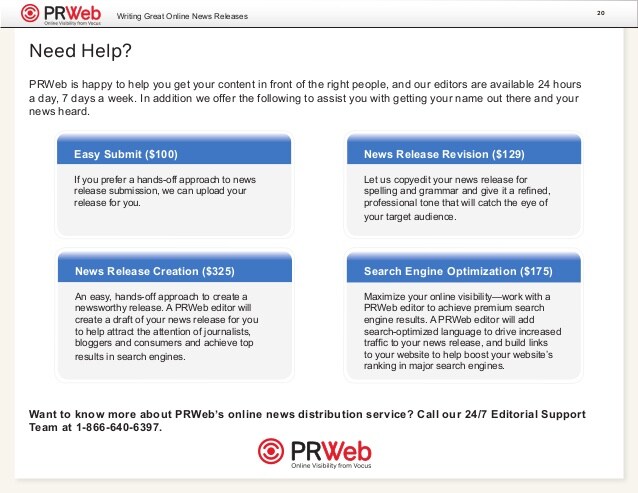 PRWeb
Online Visibility from Vocus
Writing Great Online News Releases
20
Need Help?
PRWeb is happy to help you get your content in front of the right people, and our editors are available 24 hours
a day, 7 days a week. In addition we offer the following to assist you with getting your name out there and your
news heard.
Easy Submit ($100)
If you prefer a hands-off approach to news
release submission, we can upload your
release for you.
News Release Revision ($129)
Let us copyedit your news release for
spelling and grammar and give it a refined,
professional tone that will catch the eye of
your target audience.
News Release Creation ($325)
An easy, hands-off approach to create a
newsworthy release. A PRWeb editor will
create a draft of your news release for you
to help attract the attention of journalists,
bloggers and consumers and achieve top
results in search engines.
Search Engine Optimization ($175)
Maximize your online visibility—work with a
PRWeb editor to achieve premium search
engine results. A PRWeb editor will add
search-optimized language to drive increased
traffic to your news release, and build links
to your website to help boost your website's
ranking in major search engines.
Want to know more about PRWeb's online news distribution service? Call our 24/7 Editorial Support
Team at 1-866-640-6397.
PRWeb
Online Visibility from Vocus